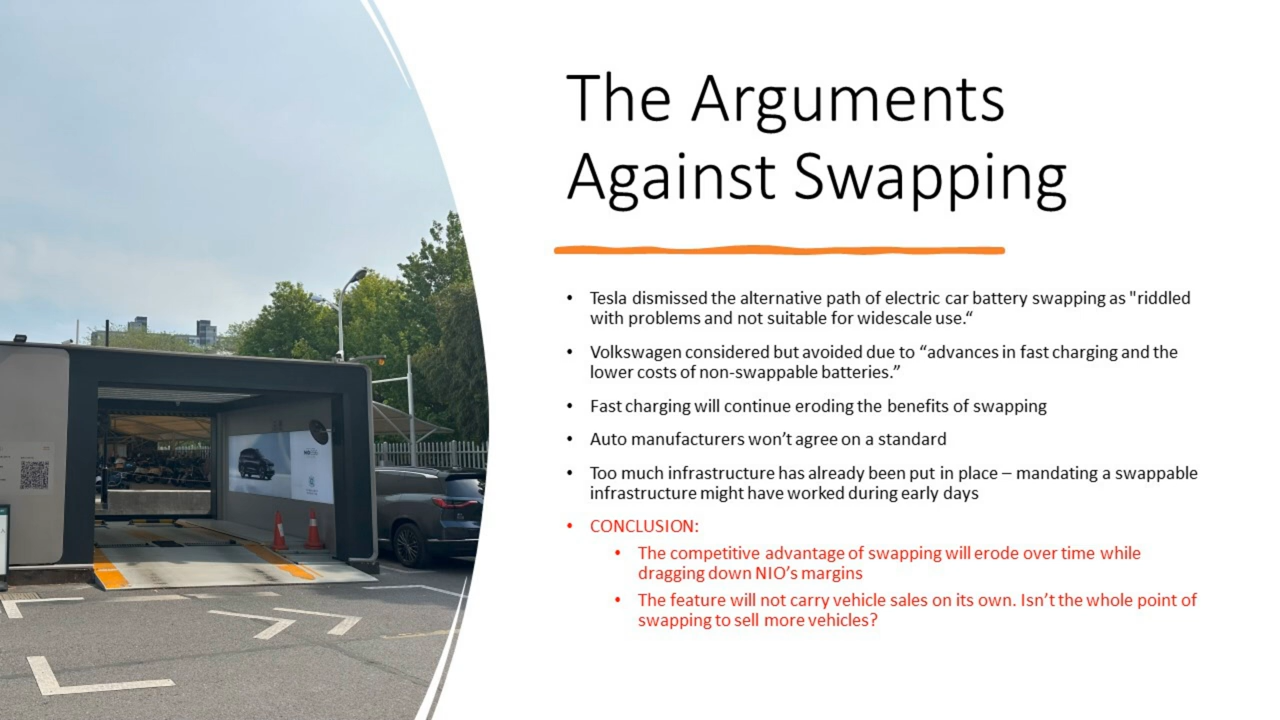 The Arguments
Against Swapping
• Tesla dismissed the alternative path of electric car battery swapping as "riddled
with problems and not suitable for widescale use.“
• Volkswagen considered but avoided due to “advances in fast charging and the
lower costs of non-swappable batteries.”
• Fast charging will continue eroding the benefits of swapping
• Auto manufacturers won’t agree on a standard
• Too much infrastructure has already been put in place – mandating a swappable
infrastructure might have worked during early days
• CONCLUSION:
• The competitive advantage of swapping will erode over time while
dragging down NIO’s margins
• The feature will not carry vehicle sales on its own. Isn’t the whole point of
swapping to sell more vehicles?